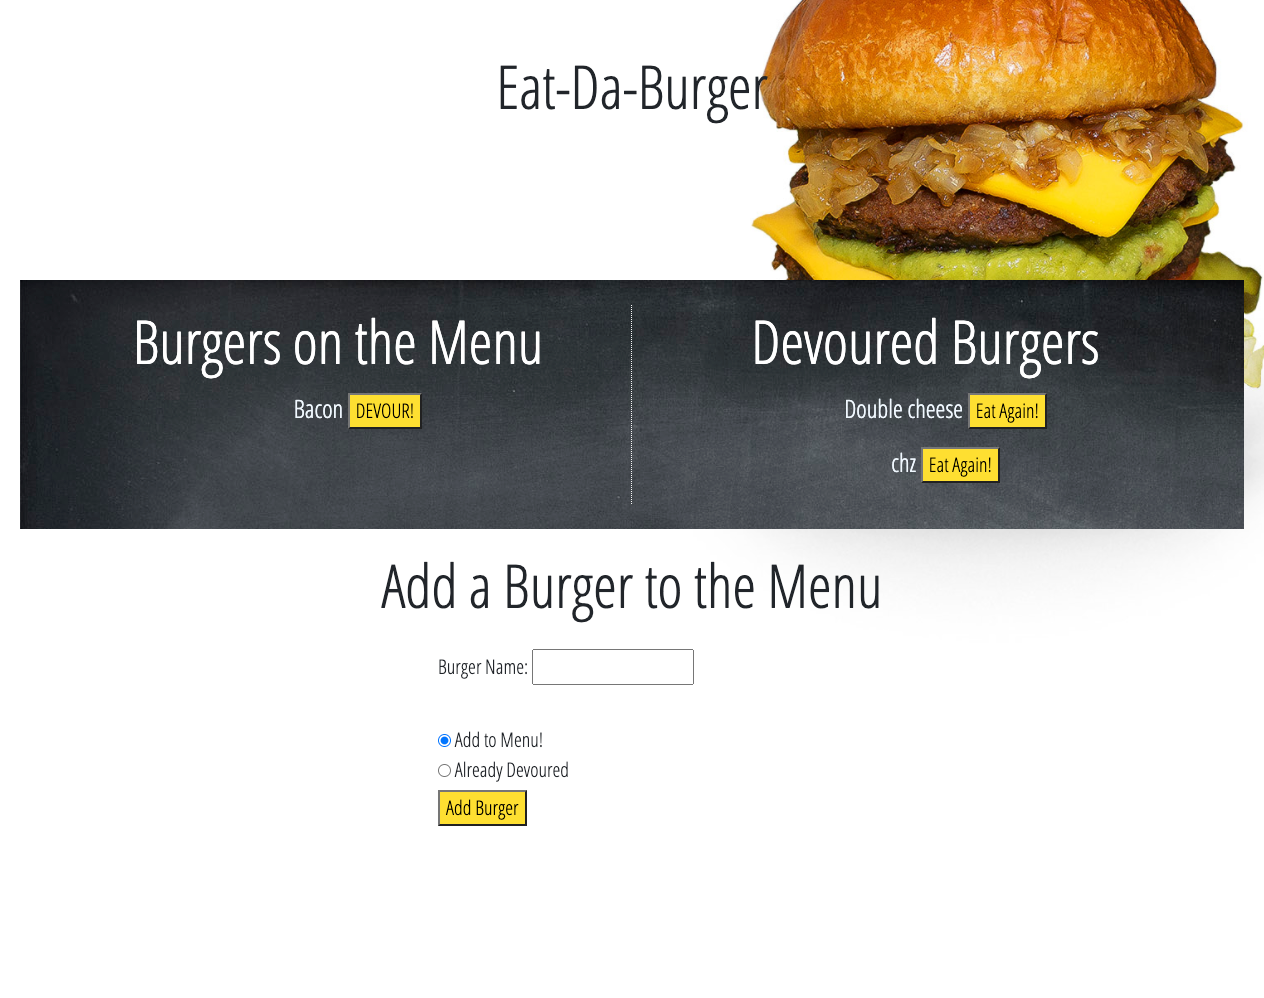 Eat-Da-Burger
Burgers on the Menu
Bacon DEVOUR!
Devoured Burgers
Double cheese Eat Again!
chz Eat Again!
Add a Burger to the Menu
Burger Name:
Add to Menu!
Already Devoured
Add Burger